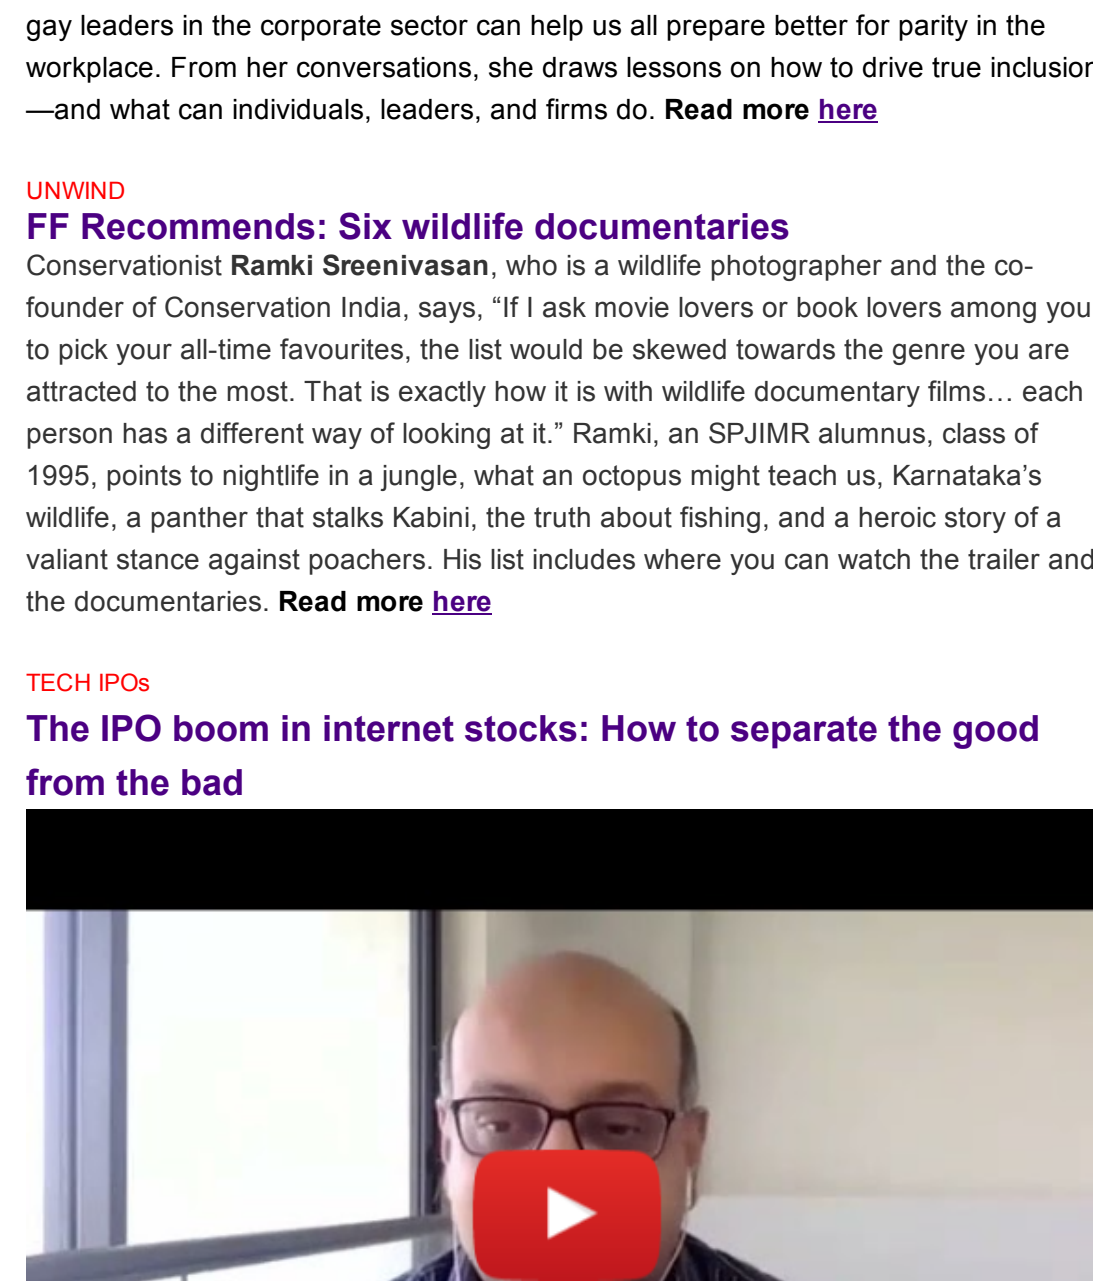 gay leaders in the corporate sector can help us all prepare better for parity in the
workplace. From her conversations, she draws lessons on how to drive true inclusion
—and what can individuals, leaders, and firms do. Read more here
UNWIND
FF Recommends: Six wildlife documentaries
Conservationist Ramki Sreenivasan, who is a wildlife photographer and the co-
founder of Conservation India, says, “If I ask movie lovers or book lovers among you
to pick your all-time favourites, the list would be skewed towards the genre you are
attracted to the most. That is exactly how it is with wildlife documentary films… each
person has a different way of looking at it.” Ramki, an SPJIMR alumnus, class of
1995, points to nightlife in a jungle, what an octopus might teach us, Karnataka’s
wildlife, a panther that stalks Kabini, the truth about fishing, and a heroic story of a
valiant stance against poachers. His list includes where you can watch the trailer and
the documentaries. Read more here
TECH IPOs
The IPO boom in internet stocks: How to separate the good
from the bad